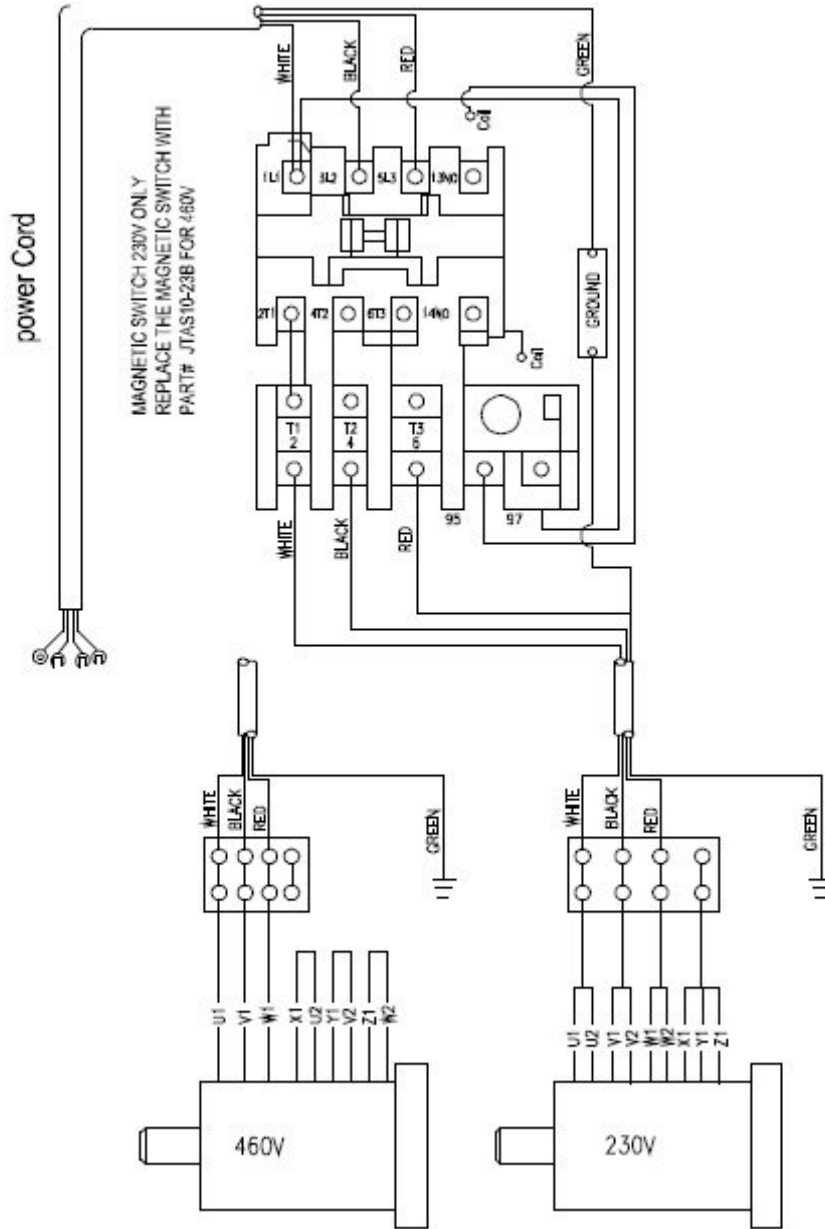 power Cord
MAGNETIC SWITCH 230V ONLY
REPLACE THE MAGNETIC SWITCH WITH
PART# JTAS10-23B FOR 460V
WHITE
BLACK
RED
GREEN
Coil
1L1
3L2
5L3
13NO
GROUND
2T1
4T2
6T3
14NO
Coil
T1
2
T2
4
T3
6
95
97
WHITE
BLACK
RED
WHITE
BLACK
RED
GREEN
U1
V1
W1
X1
U2
Y1
V2
Z1
W2
460V
WHITE
BLACK
RED
GREEN
U1
U2
V1
V2
W1
W2
X1
Y1
Z1
230V